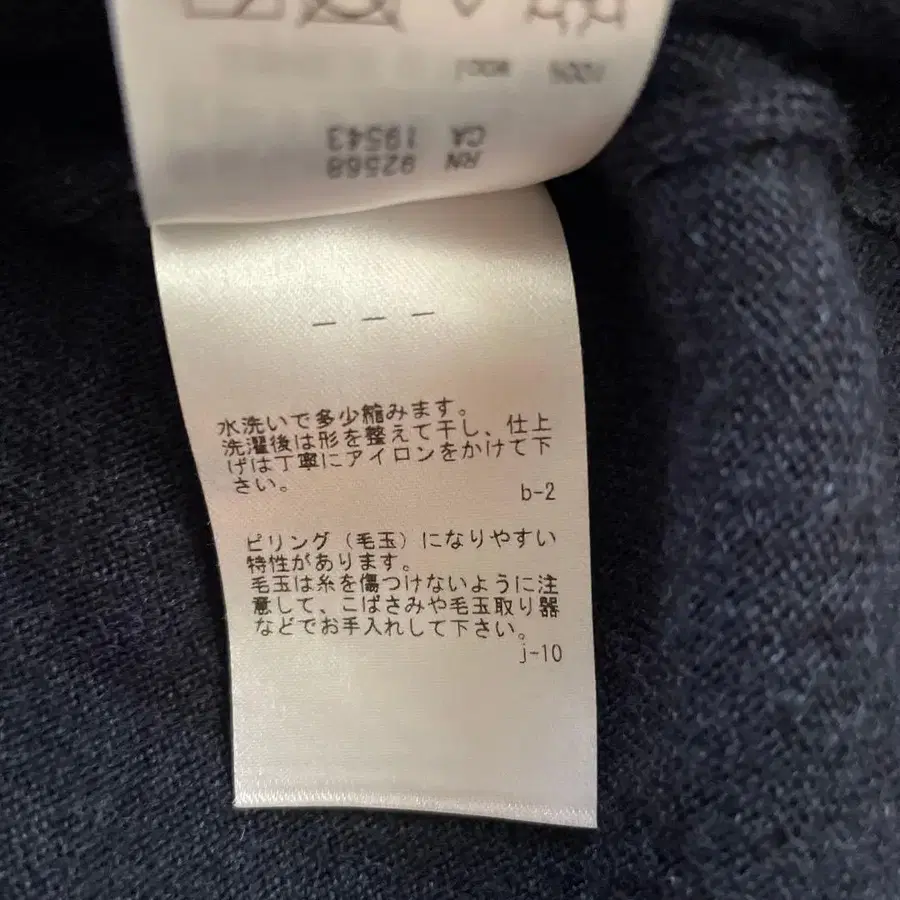 100% wool
RN 92568
CA 19543
— — —
水洗いで多少縮みます。
洗濯後は形を整えて干し、仕上
げは丁寧にアイロンをかけて下
さい。
b-2
ピリング（毛玉）になりやすい
特性があります。
毛玉は糸を傷つけないように注
意して、こばさみや毛玉取り器
などでお手入れして下さい。
j-10